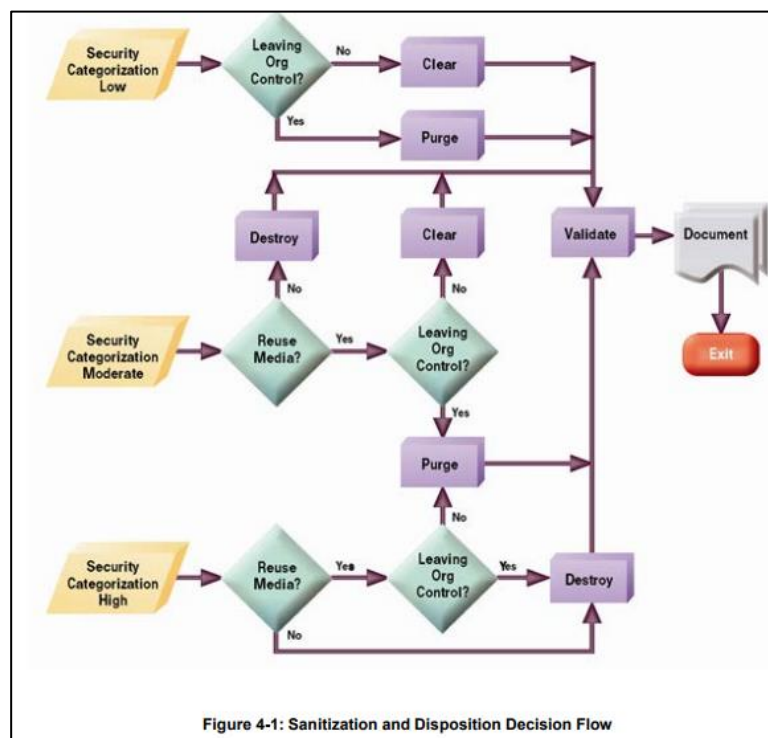 Security
Categorization
Low
Leaving
Org
Control?
No
Clear
Yes
Purge
Destroy
Clear
Validate
Document
No
No
Security
Categorization
Moderate
Reuse
Media?
Yes
Leaving
Org
Control?
Exit
Yes
Purge
No
Security
Categorization
High
Reuse
Media?
Yes
Leaving
Org
Control?
Yes
Destroy
No
Figure 4-1: Sanitization and Disposition Decision Flow